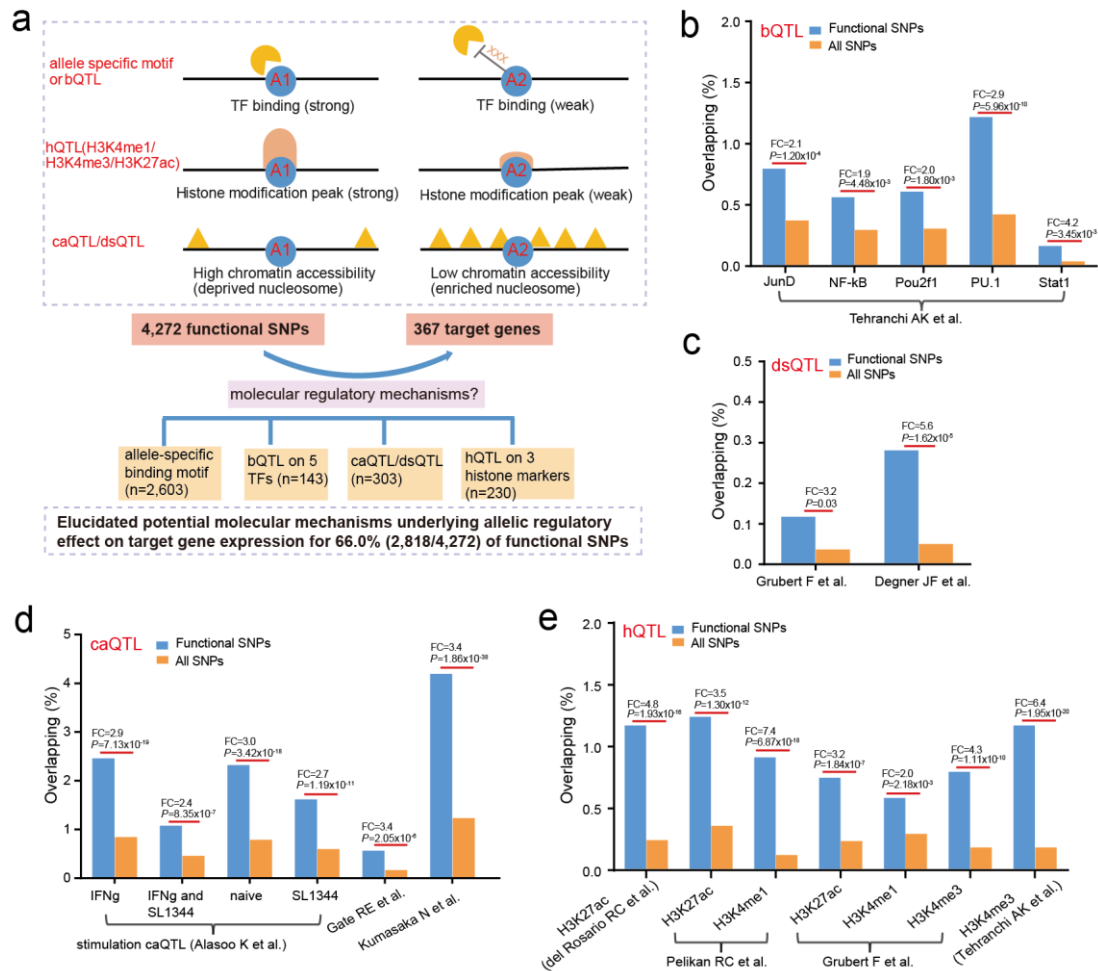 a
allele specific motif
or bQTL
A1
TF binding (strong)
XXX
A2
TF binding (weak)
hQTL(H3K4me1/
H3K4me3/H3K27ac)
A1
Histone modification peak (strong)
A2
Hstone modification peak (weak)
caQTL/dsQTL
A1
High chromatin accessibility
(deprived nucleosome)
A2
Low chromatin accessibility
(enriched nucleosome)
4,272 functional SNPs
367 target genes
molecular regulatory mechanisms?
allele-specific
binding motif
(n=2,603)
bQTL on 5
TFs (n=143)
caQTL/dsQTL
(n=303)
hQTL on 3
histone markers
(n=230)
Elucidated potential molecular mechanisms underlying allelic regulatory
effect on target gene expression for 66.0% (2,818/4,272) of functional SNPs
b
bQTL
Functional SNPs
All SNPs
Overlapping (%)
2.0
1.5
1.0
0.5
0.0
FC=2.1
P=1.20x10-4
FC=1.9
P=4.48x10-3
FC=2.0
P=1.80x10-3
FC=2.9
P=5.96x10-18
FC=4.2
P=3.45x10-3
JunD
NF-kB
Pou2f1
PU.1
Stat1
Tehranchi AK et al.
c
dsQTL
Functional SNPs
All SNPs
Overlapping (%)
0.5
0.4
0.3
0.2
0.1
0.0
FC=3.2
P=0.03
FC=5.6
P=1.62x10-5
Grubert F et al.
Degner JF et al.
d
caQTL
Functional SNPs
All SNPs
Overlapping (%)
5
4
3
2
1
0
FC=2.9
P=7.13x10-19
FC=2.4
P=8.35x10-7
FC=3.0
P=3.42x10-18
FC=2.7
P=1.19x10-11
FC=3.4
P=2.05x10-6
FC=3.4
P=1.86x10-38
IFNg
IFNg and
SL1344
naive
SL1344
Gate RE et al.
Kumasaka N et al.
stimulation caQTL (Alasoo K et al.)
e
hQTL
Functional SNPs
All SNPs
Overlapping (%)
2.0
1.5
1.0
0.5
0.0
FC=4.8
P=1.93x10-16
FC=3.5
P=1.30x10-12
FC=7.4
P=6.87x10-18
FC=3.2
P=1.84x10-7
FC=2.0
P=2.18x10-3
FC=4.3
P=1.11x10-10
FC=6.4
P=1.95x10-20
H3K27ac
(del Rosario RC et al.)
H3K27ac
H3K4me1
H3K27ac
H3K4me1
H3K4me3
H3K4me3
(Tehranchi AK et al.)
Pelikan RC et al.
Grubert F et al.